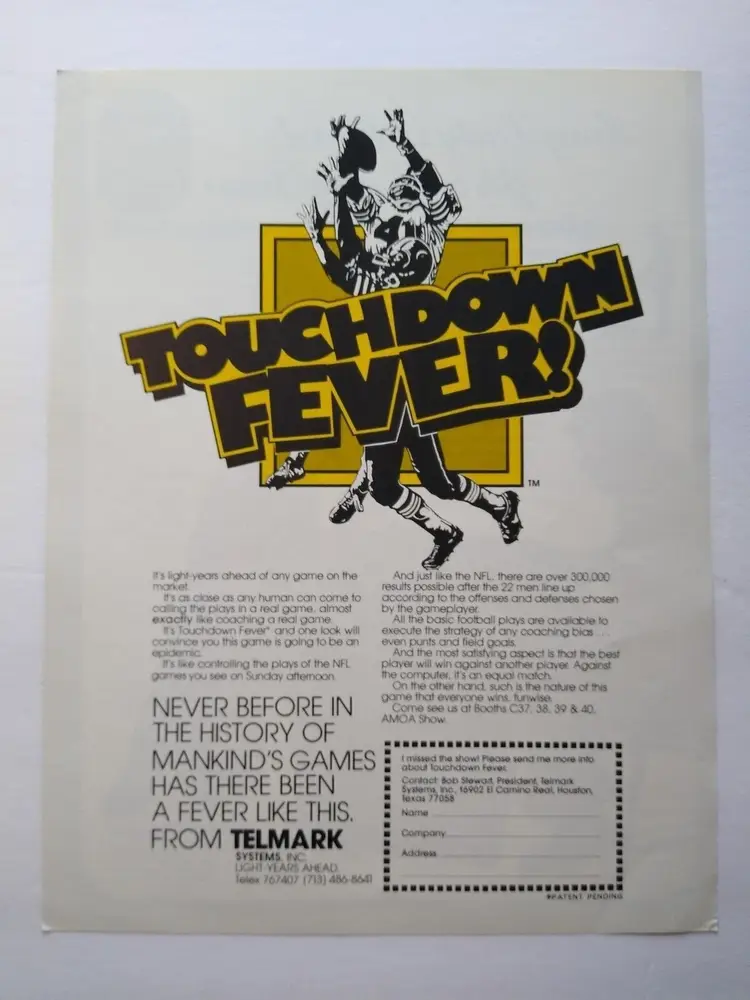 TOUCHDOWN
FEVER!
TM
It's light-years ahead of any game on the
market.
It's as close as any human can come to
calling the plays in a real game, almost
exactly like coaching a real game.
It's Touchdown Fever* and one look will
convince you this game is going to be an
epidemic.
It's like controlling the plays of the NFL
games you see on Sunday afternoon.
NEVER BEFORE IN
THE HISTORY OF
MANKIND'S GAMES
HAS THERE BEEN
A FEVER LIKE THIS.
FROM TELMARK
SYSTEMS, INC.
LIGHT-YEARS AHEAD.
Telex 767407 (713) 486-8641
And just like the NFL, there are over 300,000
results possible after the 22 men line up
according to the offenses and defenses chosen
by the gameplayer.
All the basic football plays are available to
execute the strategy of any coaching bias ...
even punts and field goals.
And the most satisfying aspect is that the best
player will win against another player. Against
the computer, it's an equal match.
On the other hand, such is the nature of this
game that everyone wins, funwise.
Come see us at Booths C37, 38, 39 & 40,
AMOA Show.
I missed the show! Please send me more info
about Touchdown Fever.
Contact: Bob Stewart, President, Telmark
Systems, Inc., 16902 El Camino Real, Houston,
Texas 77058
Name
Company
Address
*PATENT PENDING